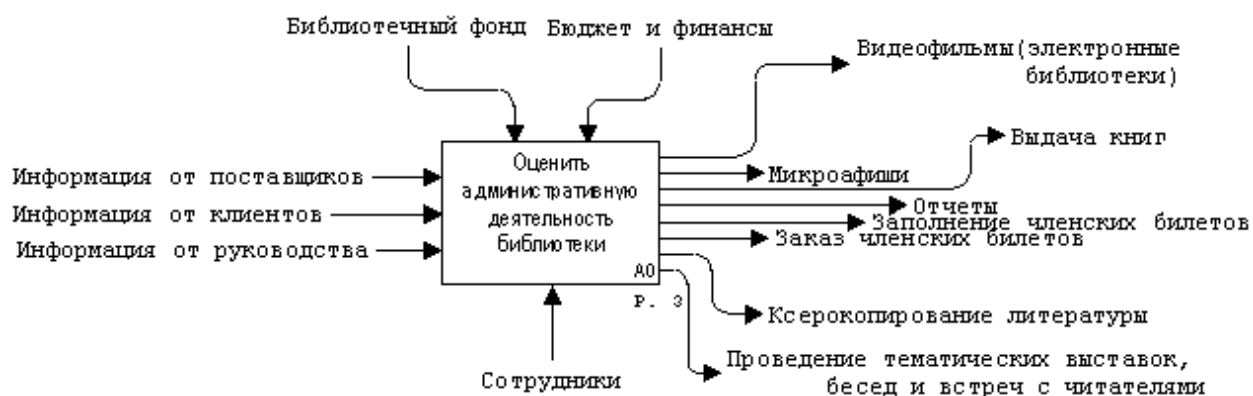 Библиотечный фонд
Бюджет и финансы
Видеофильмы(электронные
библиотеки)
Выдача книг
Оценить
административную
деятельность
библиотеки
А0
Р. 3
Информация от поставщиков
Информация от клиентов
Информация от руководства
Микроафиши
Отчеты
Заполнение членских билетов
Заказ членских билетов
Ксерокопирование литературы
Проведение тематических выставок,
бесед и встреч с читателями
Сотрудники